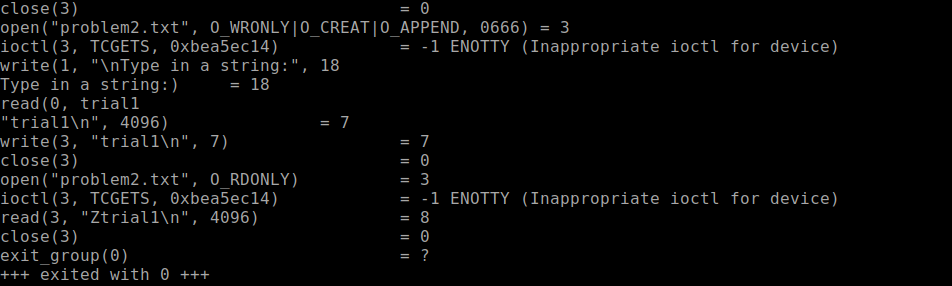 close(3)                                = 0
open("problem2.txt", O_WRONLY|O_CREAT|O_APPEND, 0666) = 3
ioctl(3, TCGETS, 0xbea5ec14)            = -1 ENOTTY (Inappropriate ioctl for device)
write(1, "\nType in a string:", 18
Type in a string:)     = 18
read(0, trial1
"trial1\n", 4096)               = 7
write(3, "trial1\n", 7)                 = 7
close(3)                                = 0
open("problem2.txt", O_RDONLY)          = 3
ioctl(3, TCGETS, 0xbea5ec14)            = -1 ENOTTY (Inappropriate ioctl for device)
read(3, "Ztrial1\n", 4096)              = 8
close(3)                                = 0
exit_group(0)                           = ?
+++ exited with 0 +++